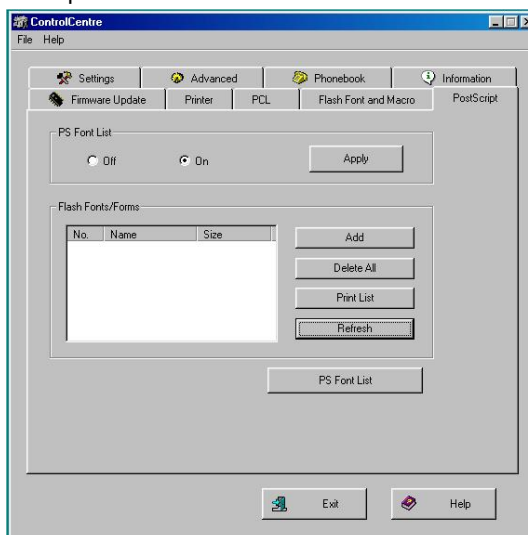 ControlCentre
File Help
Settings Advanced Phonebook Information
Firmware Update Printer PCL Flash Font and Macro PostScript
PS Font List
Off On Apply
Flash Fonts/Forms
No. Name Size
Add
Delete All
Print List
Refresh
PS Font List
Exit Help